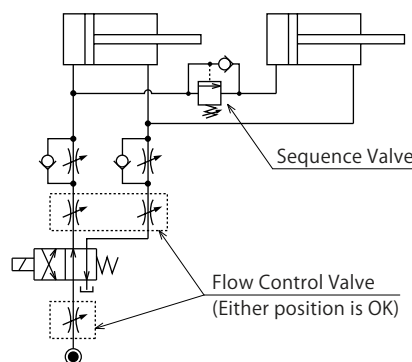 Sequence Valve
Flow Control Valve
(Either position is OK)